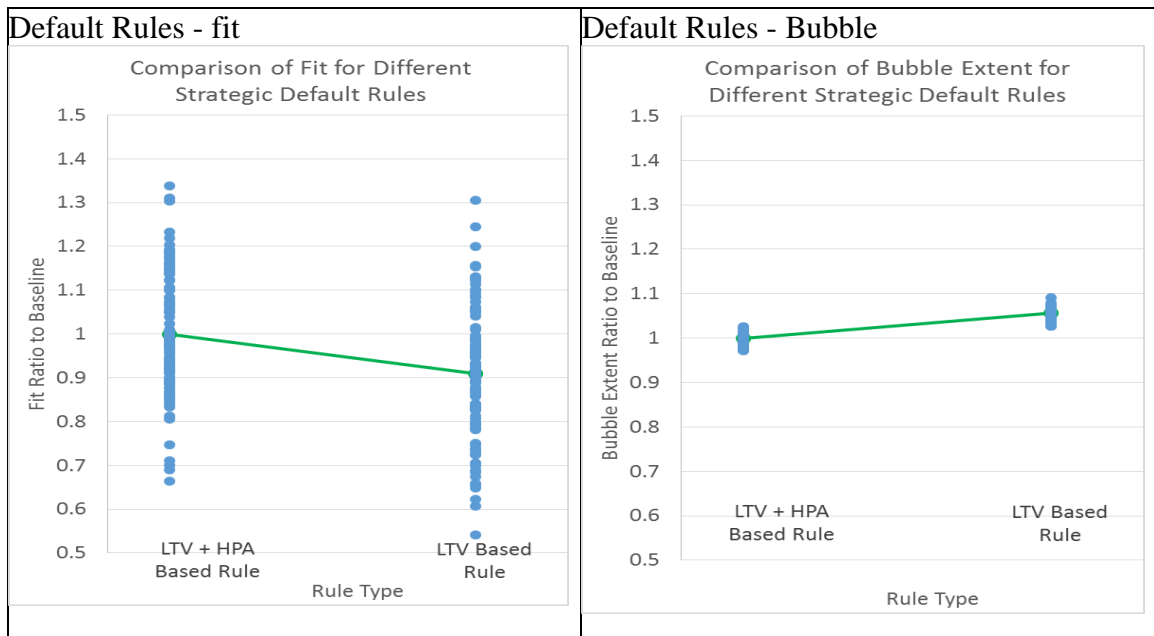 Default Rules - fit
Comparison of Fit for Different
Strategic Default Rules
Fit Ratio to Baseline
1.5
1.4
1.3
1.2
1.1
1
0.9
0.8
0.7
0.6
0.5
LTV + HPA
Based Rule
LTV Based
Rule
Rule Type
Default Rules - Bubble
Comparison of Bubble Extent for
Different Strategic Default Rules
Bubble Extent Ratio to Baseline
1.5
1.4
1.3
1.2
1.1
1
0.9
0.8
0.7
0.6
0.5
LTV + HPA
Based Rule
LTV Based
Rule
Rule Type